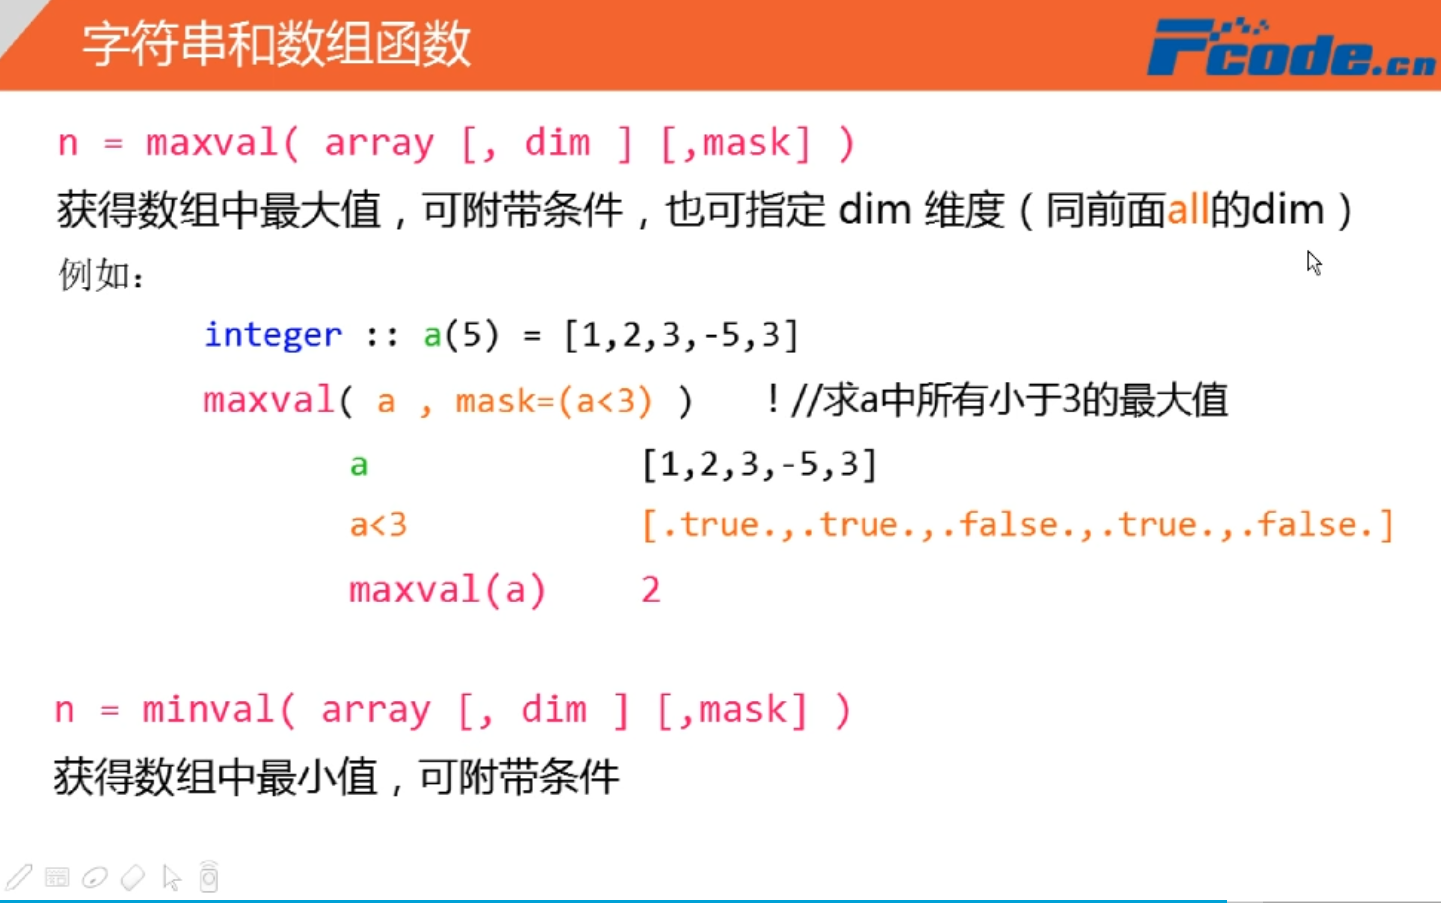 字符串和数组函数
Fcode.cn
n = maxval( array [, dim ] [,mask] )
获得数组中最大值，可附带条件，也可指定 dim 维度（同前面all的dim）
例如：
integer :: a(5) = [1,2,3,-5,3]
maxval( a , mask=(a<3) ) ！//求a中所有小于3的最大值
a [1,2,3,-5,3]
a<3 [.true.,.true.,.false.,.true.,.false.]
maxval(a) 2
n = minval( array [, dim ] [,mask] )
获得数组中最小值，可附带条件